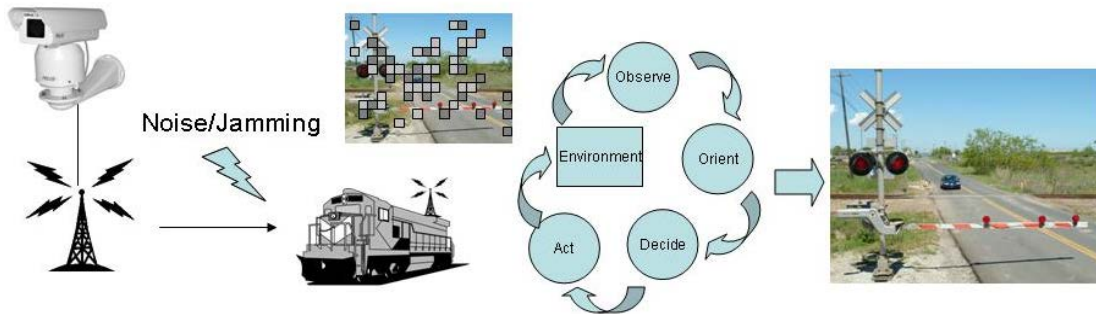 Noise/Jamming
Observe
Environment
Orient
Act
Decide